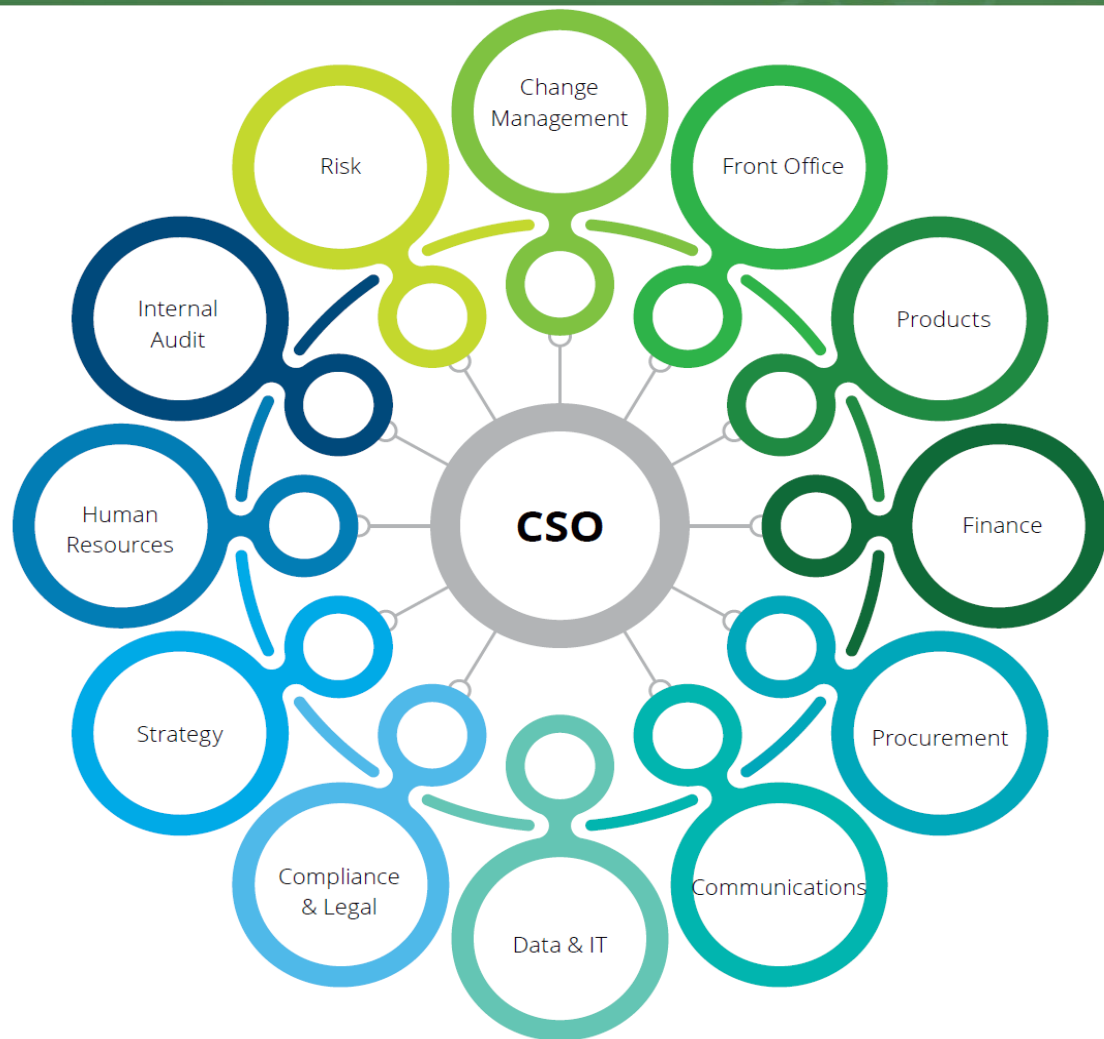 Change
Management
Front Office
Products
Finance
Procurement
Communications
Data & IT
Compliance
& Legal
Strategy
Human
Resources
Internal
Audit
Risk
CSO